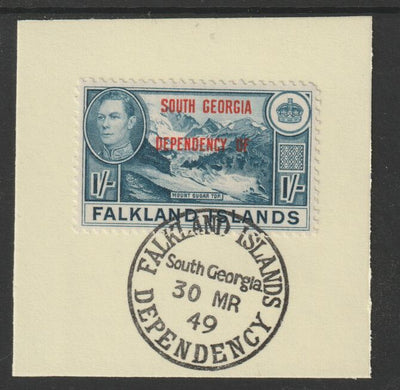 SOUTH GEORGIA
DEPENDENCY OF
1/-
1/-
MOUNT SUGAR TOP
FALKLAND ISLANDS
FALKLAND ISLANDS
South Georgia
30 MR
49
DEPENDENCY